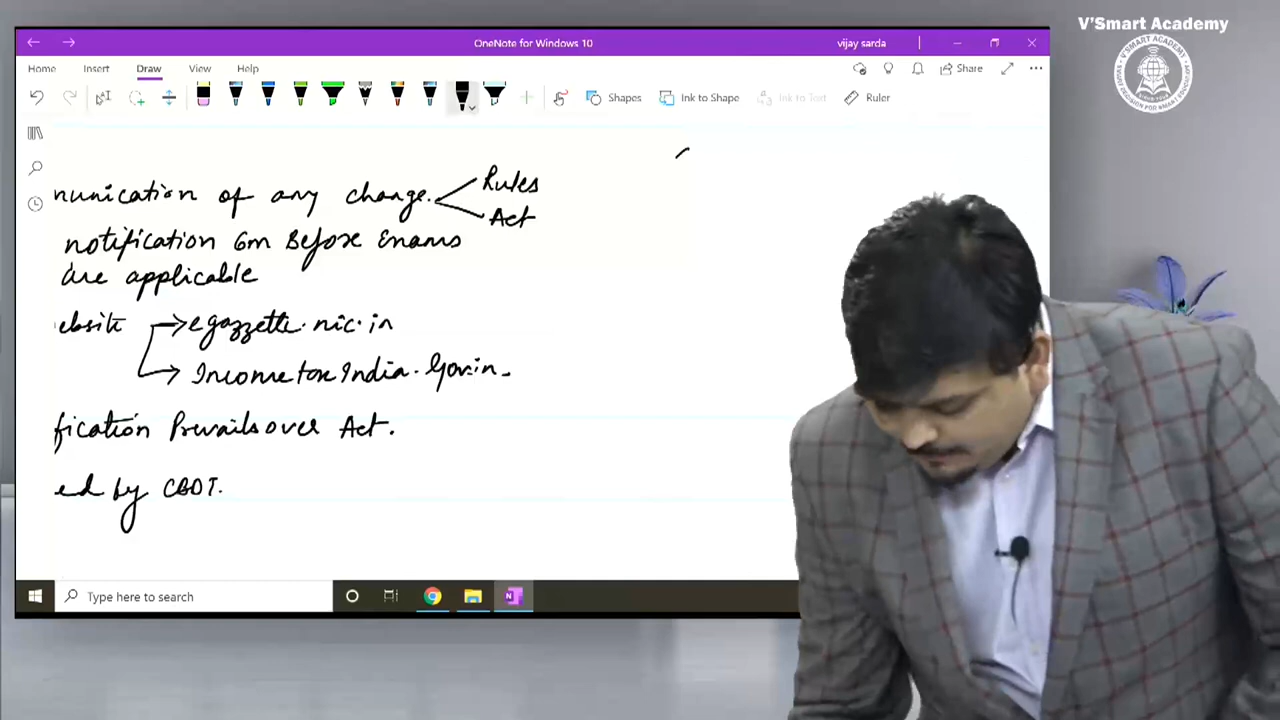 V'Smart Academy
OneNote for Windows 10
vijay sarda
Home Insert Draw View Help
Share
Shapes Ink to Shape Ink to Text Ruler
nunication of any change. Rules
Act
notification 6m Before Exams
are applicable
ebsite → egazzette.nic.in
→ Incometax India.Gov.in.
fication Prevails over Act.
ed by CBDT.
Type here to search